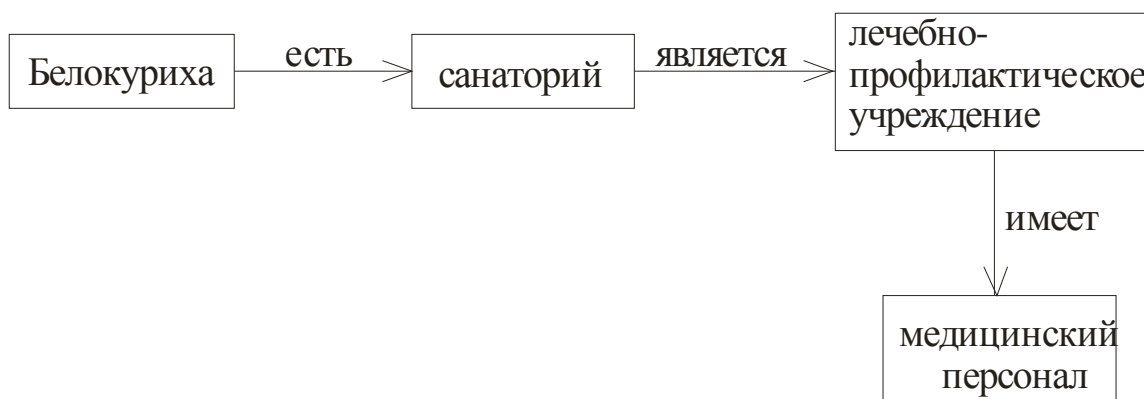 Белокуриха
есть
санаторий
является
лечебно-
профилактическое
учреждение
имеет
медицинский
персонал